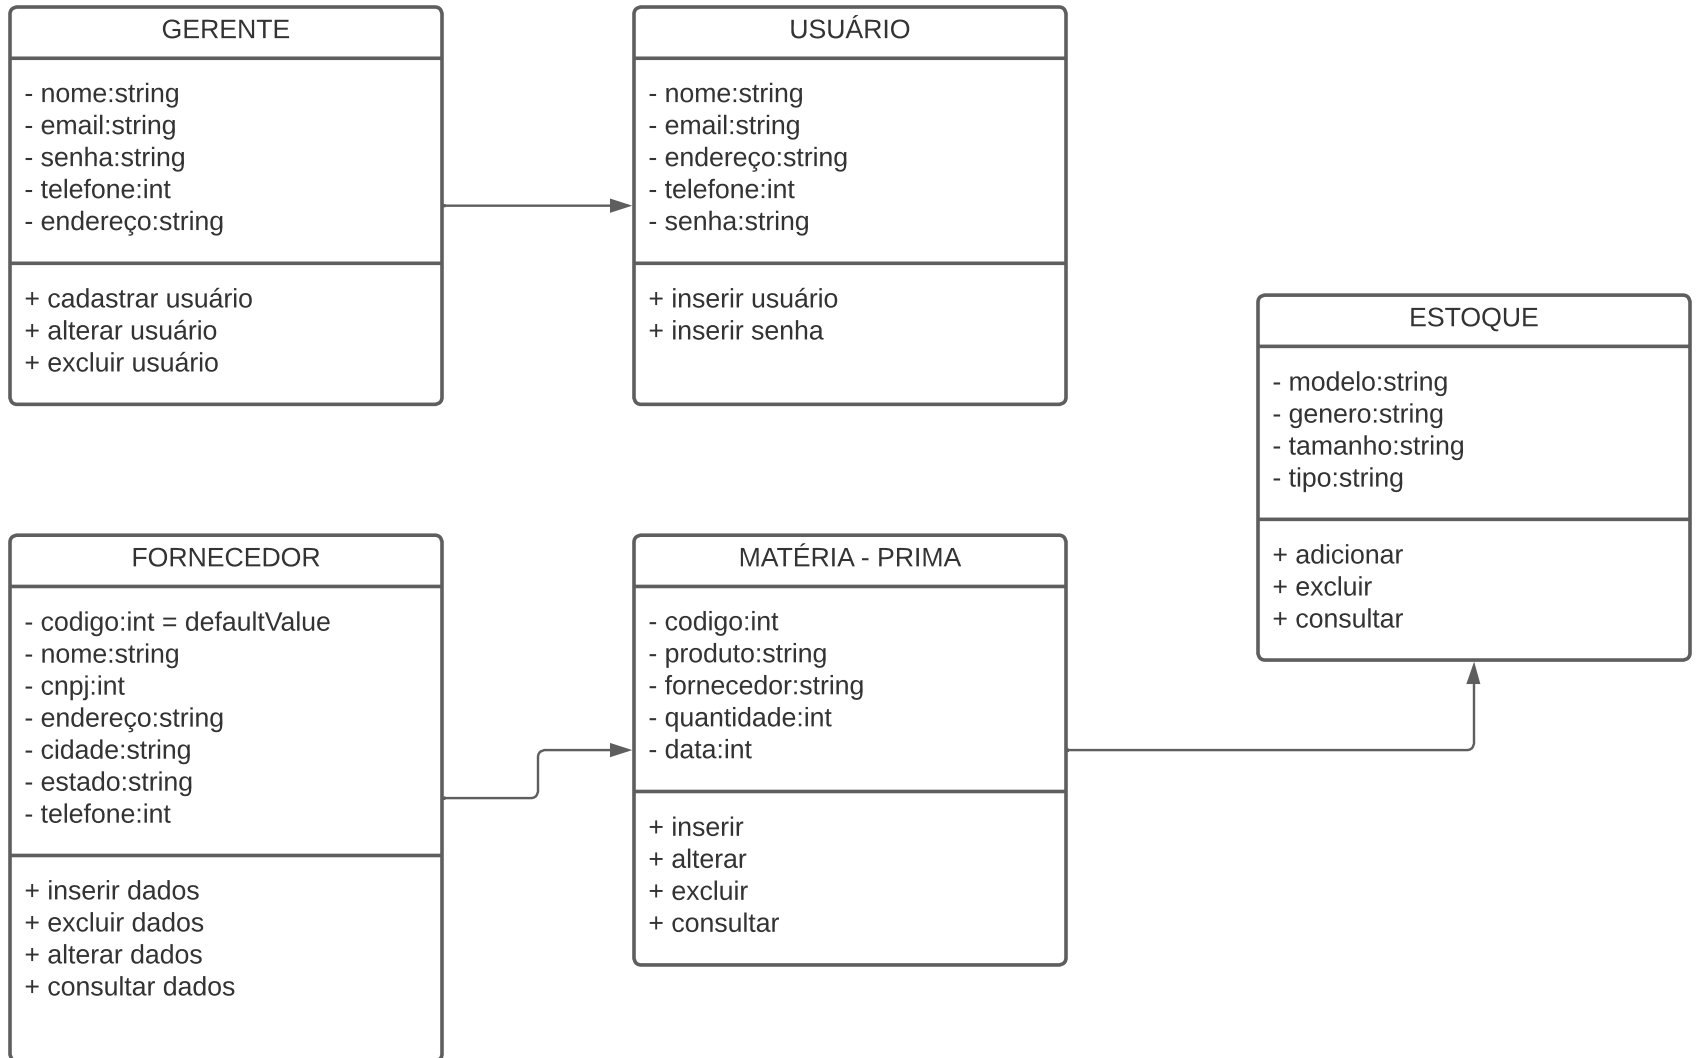 GERENTE
- nome:string
- email:string
- senha:string
- telefone:int
- endereço:string
+ cadastrar usuário
+ alterar usuário
+ excluir usuário
USUÁRIO
- nome:string
- email:string
- endereço:string
- telefone:int
- senha:string
+ inserir usuário
+ inserir senha
ESTOQUE
- modelo:string
- genero:string
- tamanho:string
- tipo:string
+ adicionar
+ excluir
+ consultar
FORNECEDOR
- codigo:int = defaultValue
- nome:string
- cnpj:int
- endereço:string
- cidade:string
- estado:string
- telefone:int
+ inserir dados
+ excluir dados
+ alterar dados
+ consultar dados
MATÉRIA - PRIMA
- codigo:int
- produto:string
- fornecedor:string
- quantidade:int
- data:int
+ inserir
+ alterar
+ excluir
+ consultar